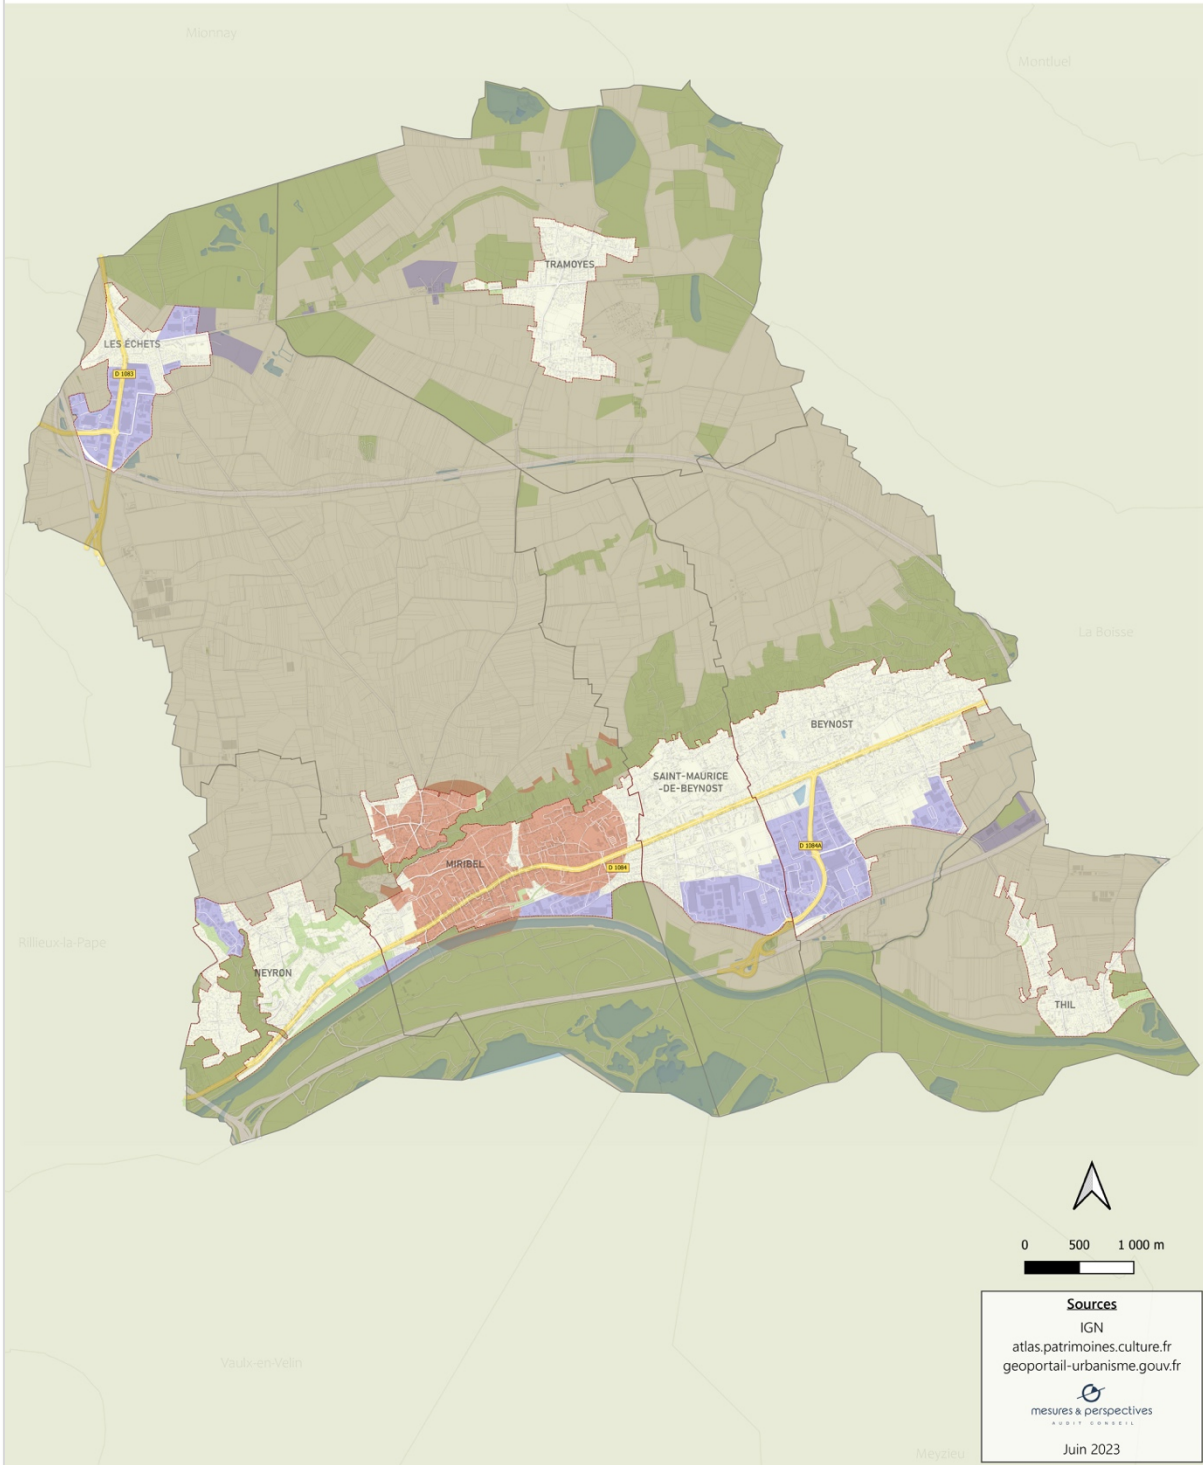 Mionnay
Montluel
TRAMOYES
LES ÉCHETS
D 1083
La Boisse
BEYNOST
SAINT-MAURICE
-DE-BEYNOST
D 1084A
MIRIBEL
D 1084
Rillieux-la-Pape
NEYRON
THIL
0 500 1 000 m
Sources
IGN
atlas.patrimoines.culture.fr
geoportail-urbanisme.gouv.fr
mesures & perspectives
AUDIT CONSEIL
Juin 2023
Vaulx-en-Velin
Meyzieu